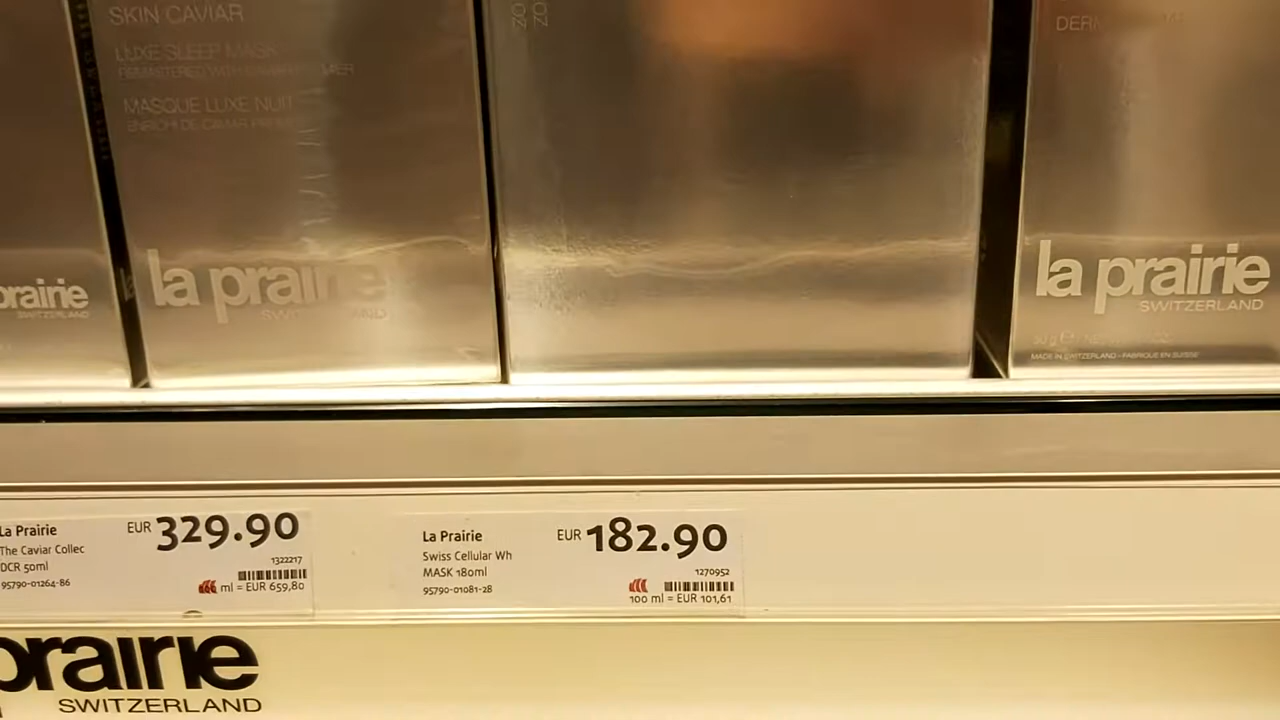 SKIN CAVIAR
LUXE SLEEP MASK
MASQUE LUXE NUIT
prairie
SWITZERLAND
la prairie
SWITZERLAND
la prairie
SWITZERLAND
MADE IN SWITZERLAND - FABRIQUÉ EN SUISSE
La Prairie
The Caviar Collec
DCR 50ml
95790-01264-86
EUR 329.90
1322217
ml = EUR 659,80
La Prairie
Swiss Cellular Wh
MASK 180ml
95790-01081-28
EUR 182.90
1270952
100 ml = EUR 101,61
prairie
SWITZERLAND